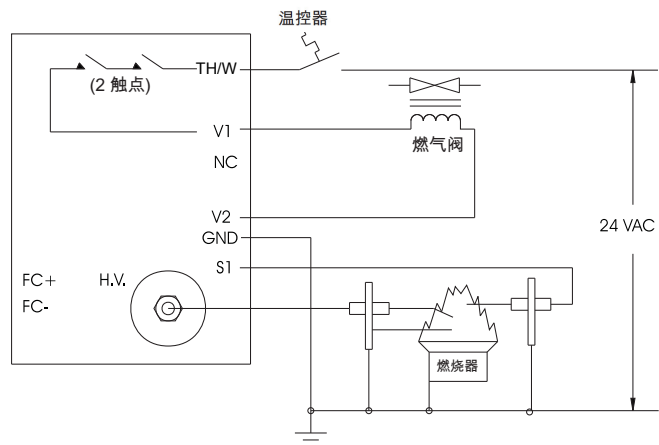 温控器
TH/W
(2 触点)
V1
燃气阀
NC
V2
24 VAC
GND
S1
FC+
H.V.
FC-
燃烧器